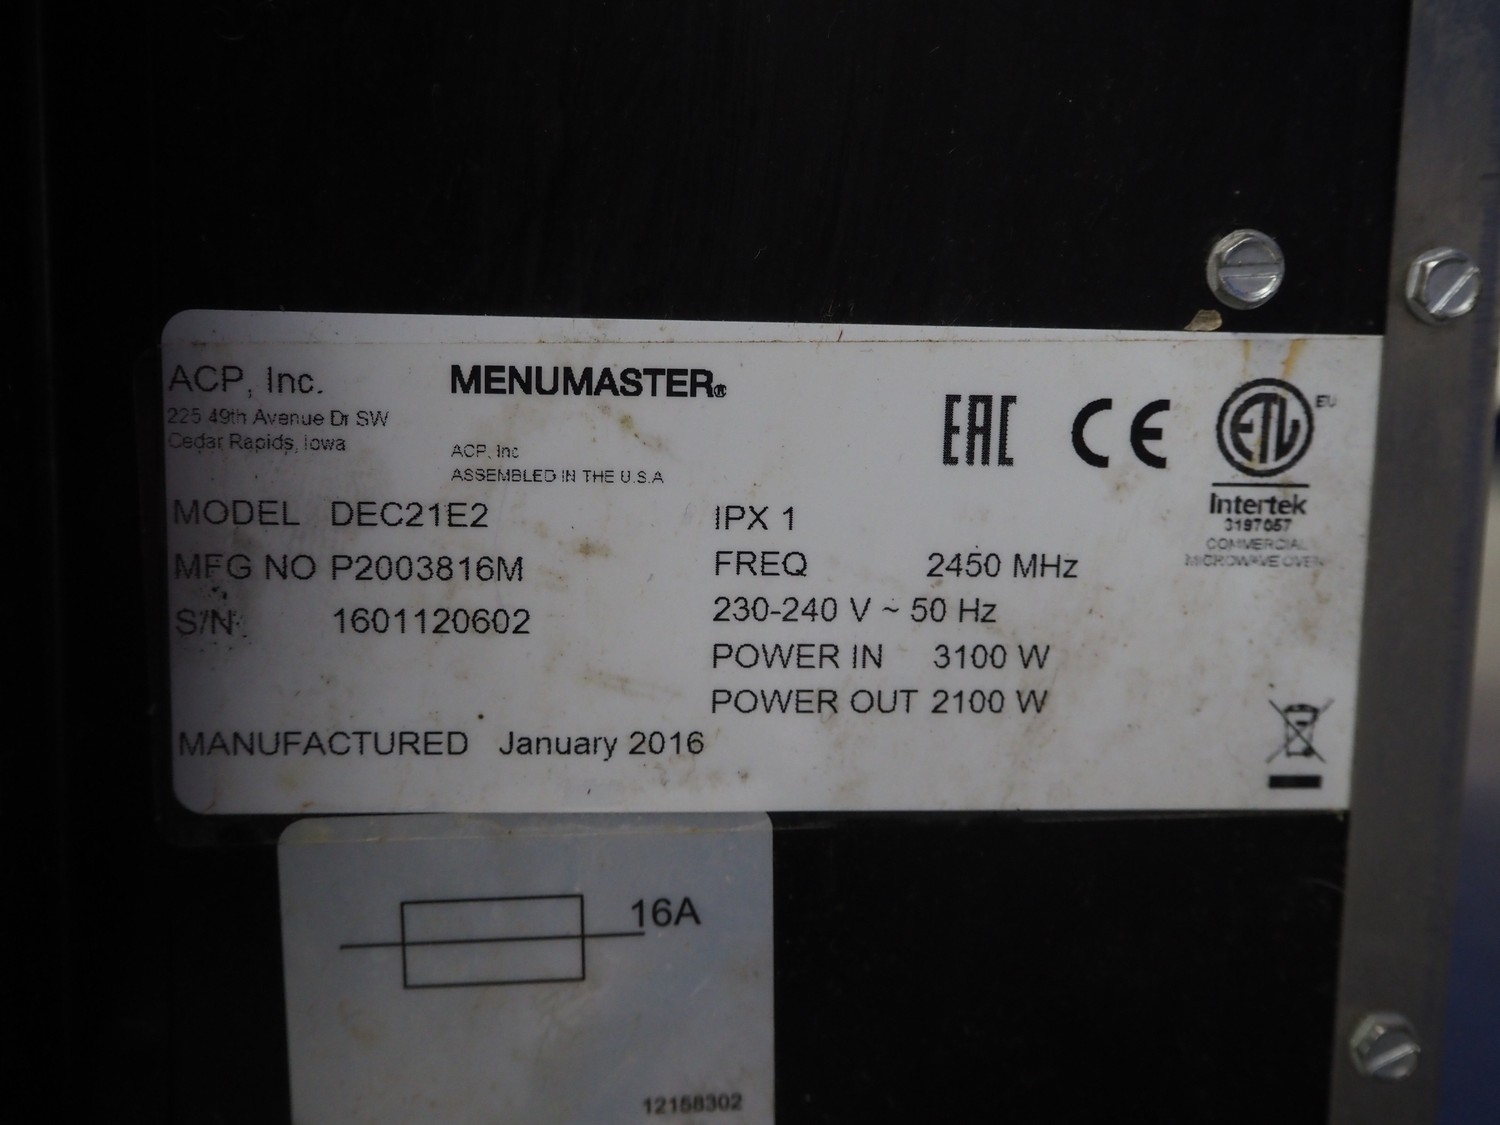 ACP, Inc.
225 49th Avenue Dr SW
Cedar Rapids, Iowa
MENUMASTER®
ACP, Inc
ASSEMBLED IN THE U.S.A
MODEL DEC21E2
MFG NO P2003816M
S/N: 1601120602
MANUFACTURED January 2016
IPX 1
FREQ 2450 MHz
230-240 V ~ 50 Hz
POWER IN 3100 W
POWER OUT 2100 W
EAC CE ETL EU
Intertek
3197057
COMMERCIAL
MICROWAVE OVEN
16A
12158302